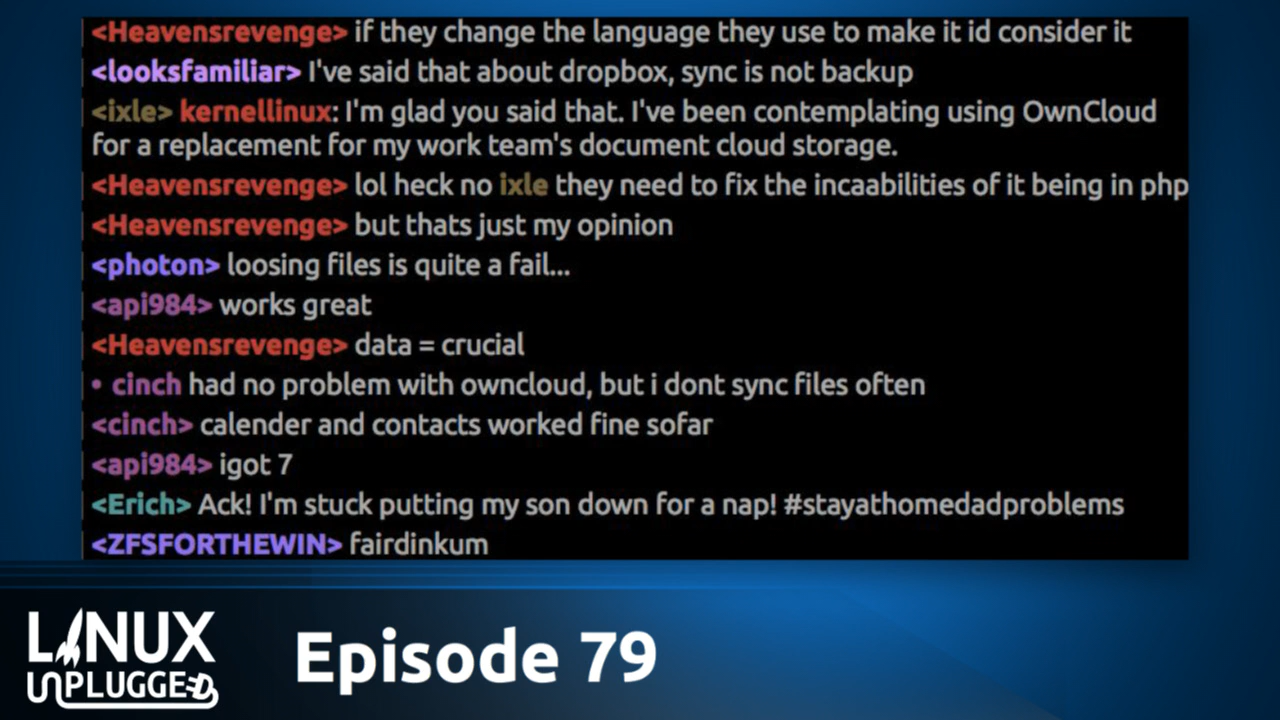 <Heavensrevenge> if they change the language they use to make it id consider it
<looksfamiliar> I've said that about dropbox, sync is not backup
<ixle> kernellinux: I'm glad you said that. I've been contemplating using OwnCloud
for a replacement for my work team's document cloud storage.
<Heavensrevenge> lol heck no ixle they need to fix the incaabilities of it being in php
<Heavensrevenge> but thats just my opinion
<photon> loosing files is quite a fail...
<api984> works great
<Heavensrevenge> data = crucial
• cinch had no problem with owncloud, but i dont sync files often
<cinch> calender and contacts worked fine sofar
<api984> igot 7
<Erich> Ack! I'm stuck putting my son down for a nap! #stayathomedadproblems
<ZFSFORTHEWIN> fairdinkum
LINUX
UNPLUGGED
Episode 79